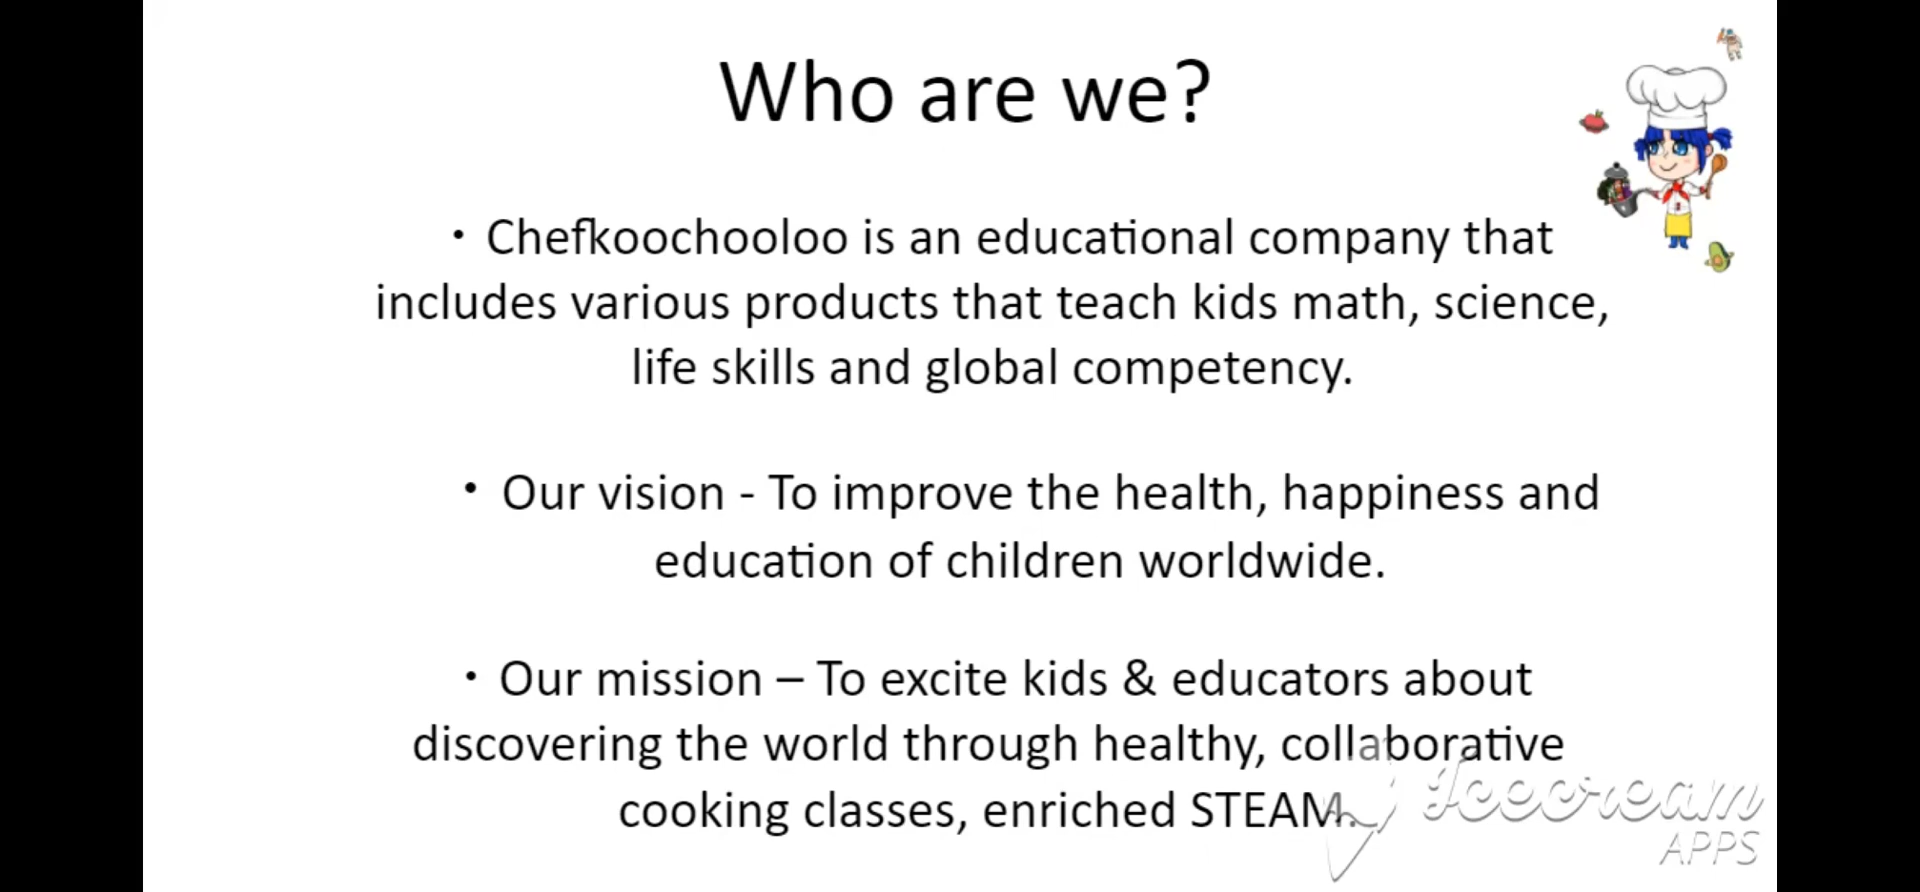 Who are we?
• Chefkoochooloo is an educational company that
includes various products that teach kids math, science,
life skills and global competency.
• Our vision - To improve the health, happiness and
education of children worldwide.
• Our mission – To excite kids & educators about
discovering the world through healthy, collaborative
cooking classes, enriched STEAM.
Icecream
APPS